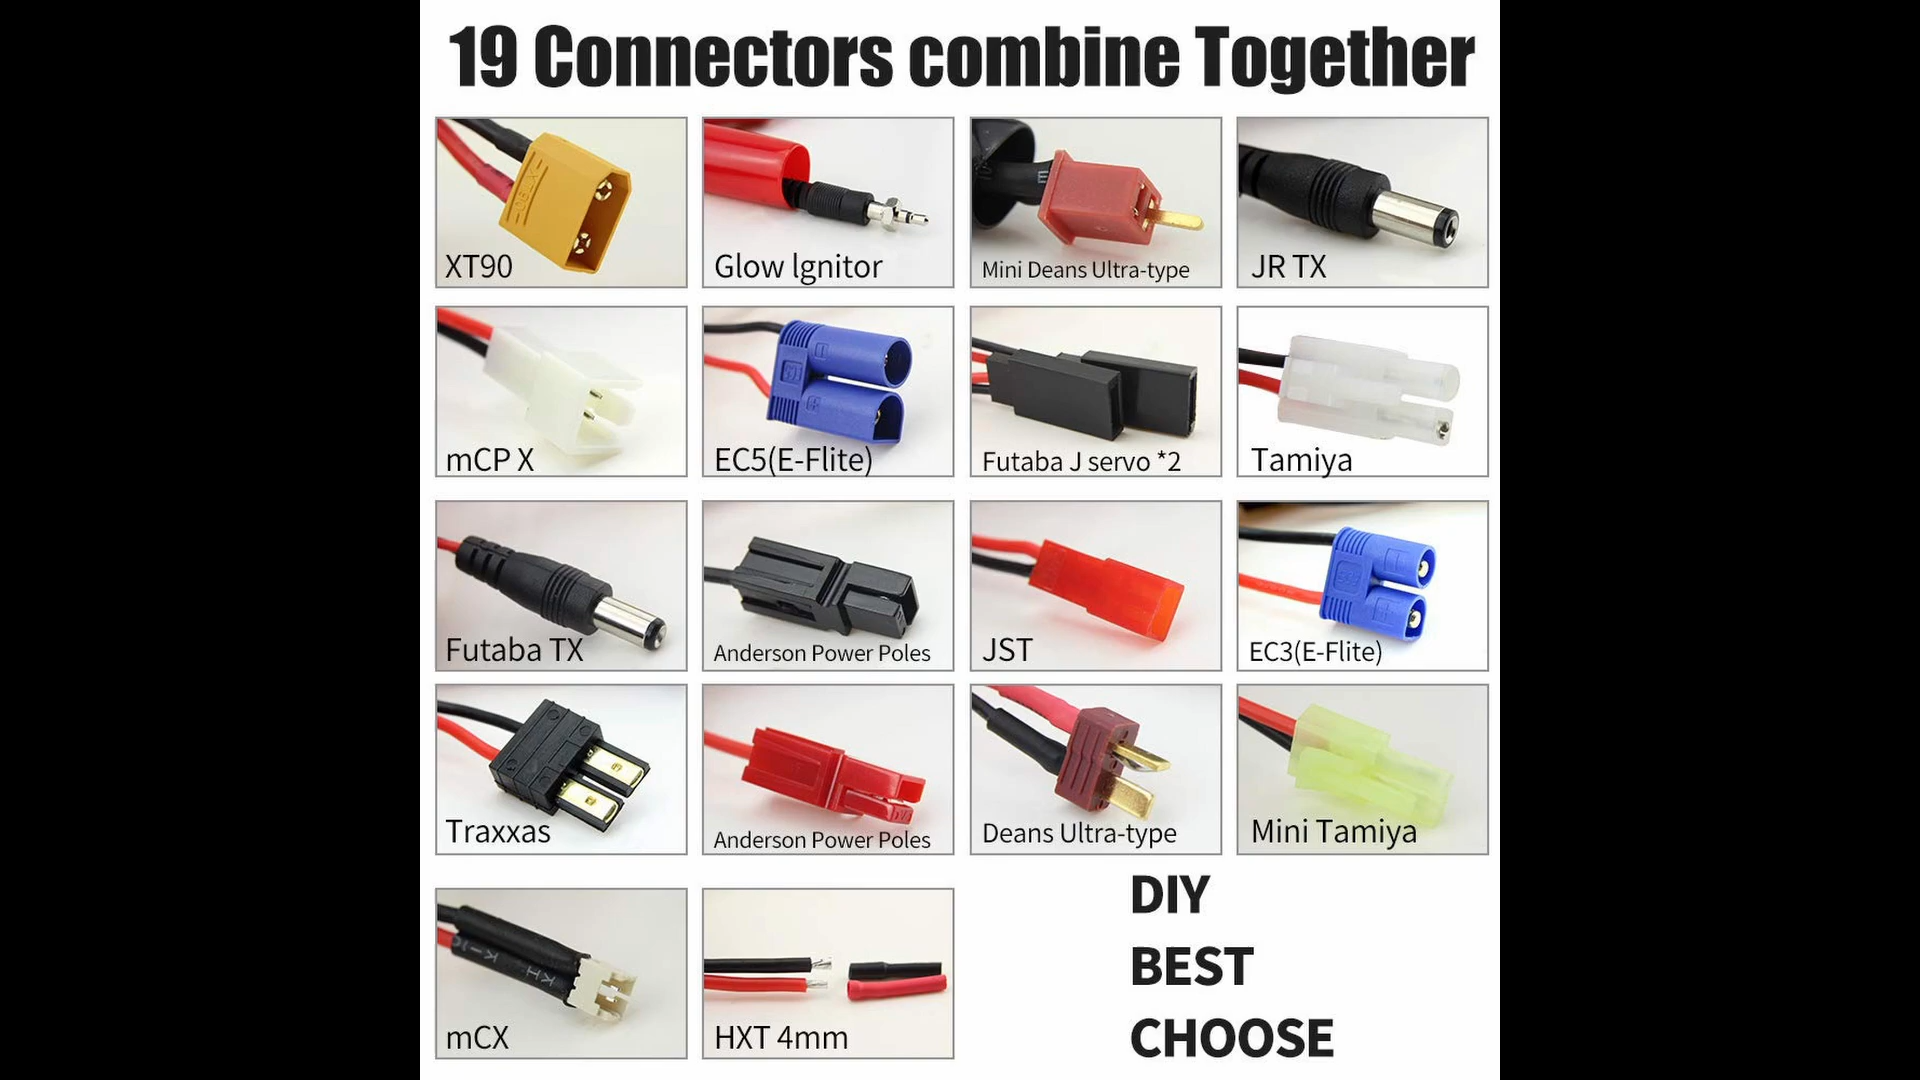 19 Connectors combine Together
XT90
Glow lgnitor
Mini Deans Ultra-type
JR TX
mCP X
EC5(E-Flite)
Futaba J servo *2
Tamiya
Futaba TX
Anderson Power Poles
JST
EC3(E-Flite)
Traxxas
Anderson Power Poles
Deans Ultra-type
Mini Tamiya
mCX
HXT 4mm
DIY
BEST
CHOOSE